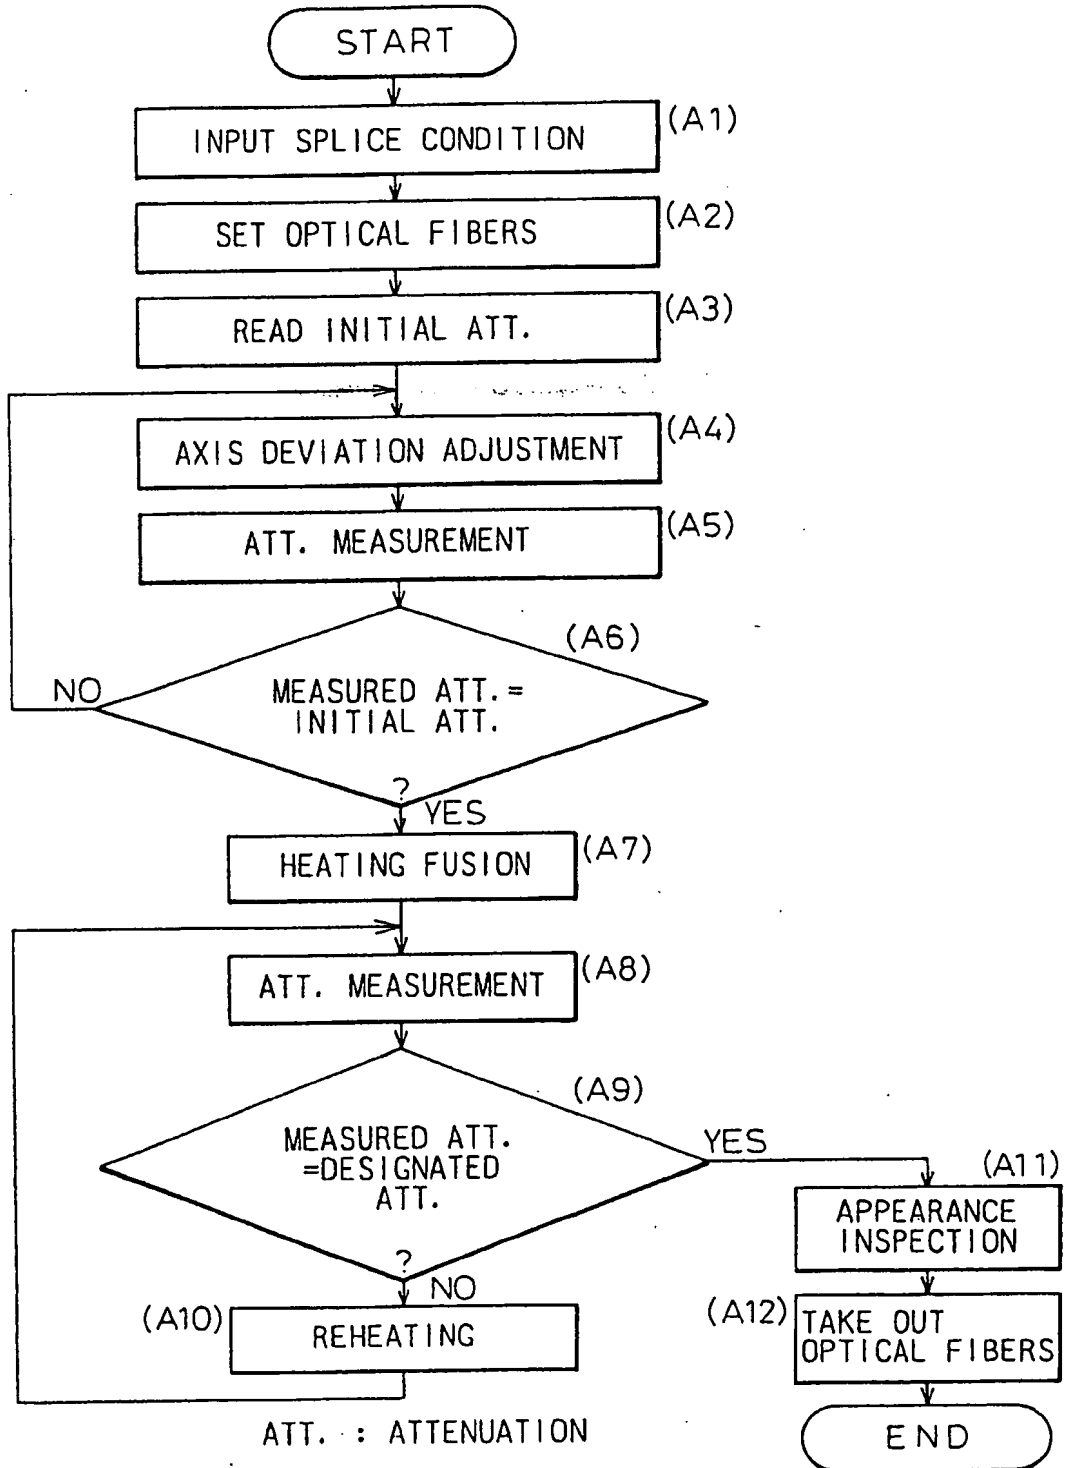 START
INPUT SPLICE CONDITION
(A1)
SET OPTICAL FIBERS
(A2)
READ INITIAL ATT.
(A3)
AXIS DEVIATION ADJUSTMENT
(A4)
ATT. MEASUREMENT
(A5)
(A6)
NO
MEASURED ATT.=
INITIAL ATT.
?
YES
HEATING FUSION
(A7)
ATT. MEASUREMENT
(A8)
(A9)
MEASURED ATT.
=DESIGNATED
ATT.
?
YES
NO
(A10)
REHEATING
(A11)
APPEARANCE
INSPECTION
(A12)
TAKE OUT
OPTICAL FIBERS
END
ATT. : ATTENUATION